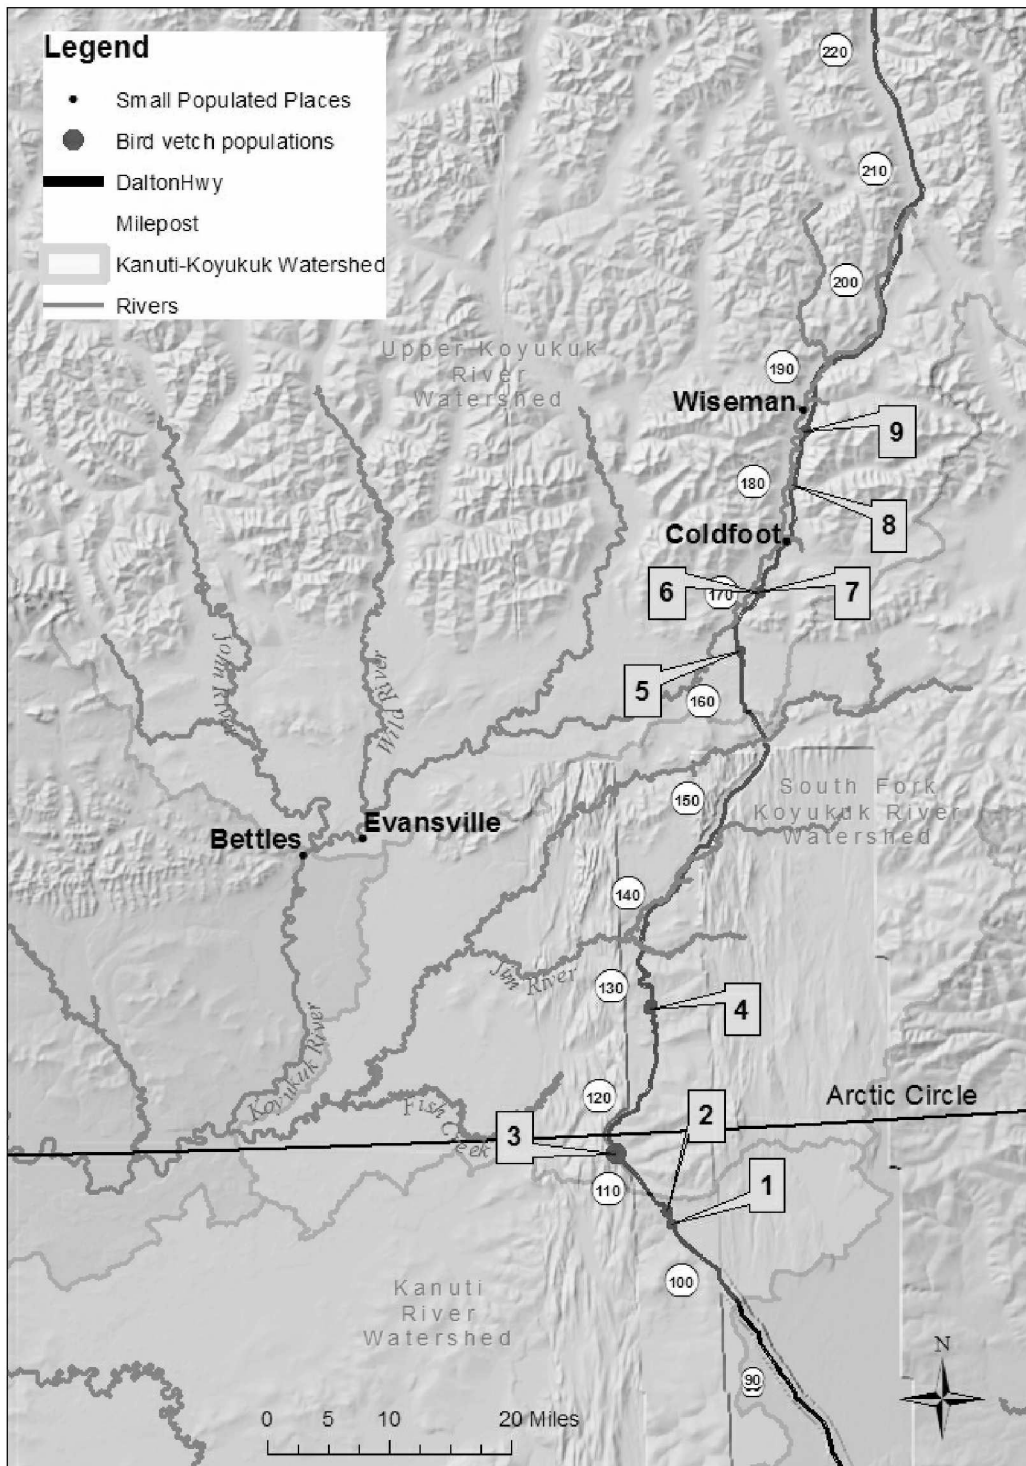 Legend
Small Populated Places
Bird vetch populations
DaltonHwy
Milepost
Kanuti-Koyukuk Watershed
Rivers
220
210
200
Upper Koyukuk
River
Watershed
190
Wiseman
9
180
8
Coldfoot
6
170
7
John River
Wild River
5
160
150
South Fork
Koyukuk River
Watershed
Evansville
Bettles
140
Jim River
130
4
Koyukuk River
Fish Creek
120
Arctic Circle
2
3
110
1
100
Kanuti
River
Watershed
N
90
0 5 10 20 Miles